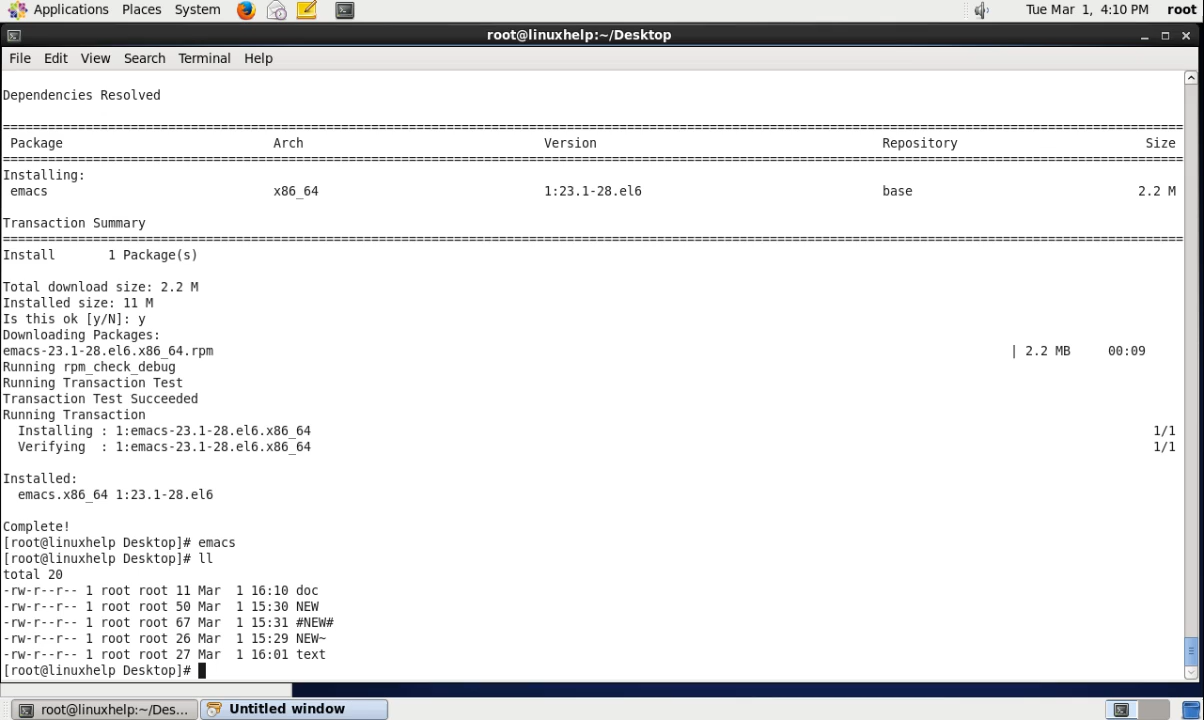 Applications Places System Tue Mar 1, 4:10 PM root
root@linuxhelp:~/Desktop
File Edit View Search Terminal Help
Dependencies Resolved
================================================================================
Package Arch Version Repository Size
================================================================================
Installing:
emacs x86_64 1:23.1-28.el6 base 2.2 M
Transaction Summary
================================================================================
Install 1 Package(s)
Total download size: 2.2 M
Installed size: 11 M
Is this ok [y/N]: y
Downloading Packages:
emacs-23.1-28.el6.x86_64.rpm | 2.2 MB 00:09
Running rpm_check_debug
Running Transaction Test
Transaction Test Succeeded
Running Transaction
Installing : 1:emacs-23.1-28.el6.x86_64 1/1
Verifying : 1:emacs-23.1-28.el6.x86_64 1/1
Installed:
emacs.x86_64 1:23.1-28.el6
Complete!
[root@linuxhelp Desktop]# emacs
[root@linuxhelp Desktop]# ll
total 20
-rw-r--r-- 1 root root 11 Mar 1 16:10 doc
-rw-r--r-- 1 root root 50 Mar 1 15:30 NEW
-rw-r--r-- 1 root root 67 Mar 1 15:31 #NEW#
-rw-r--r-- 1 root root 26 Mar 1 15:29 NEW~
-rw-r--r-- 1 root root 27 Mar 1 16:01 text
[root@linuxhelp Desktop]#
root@linuxhelp:~/Des... Untitled window